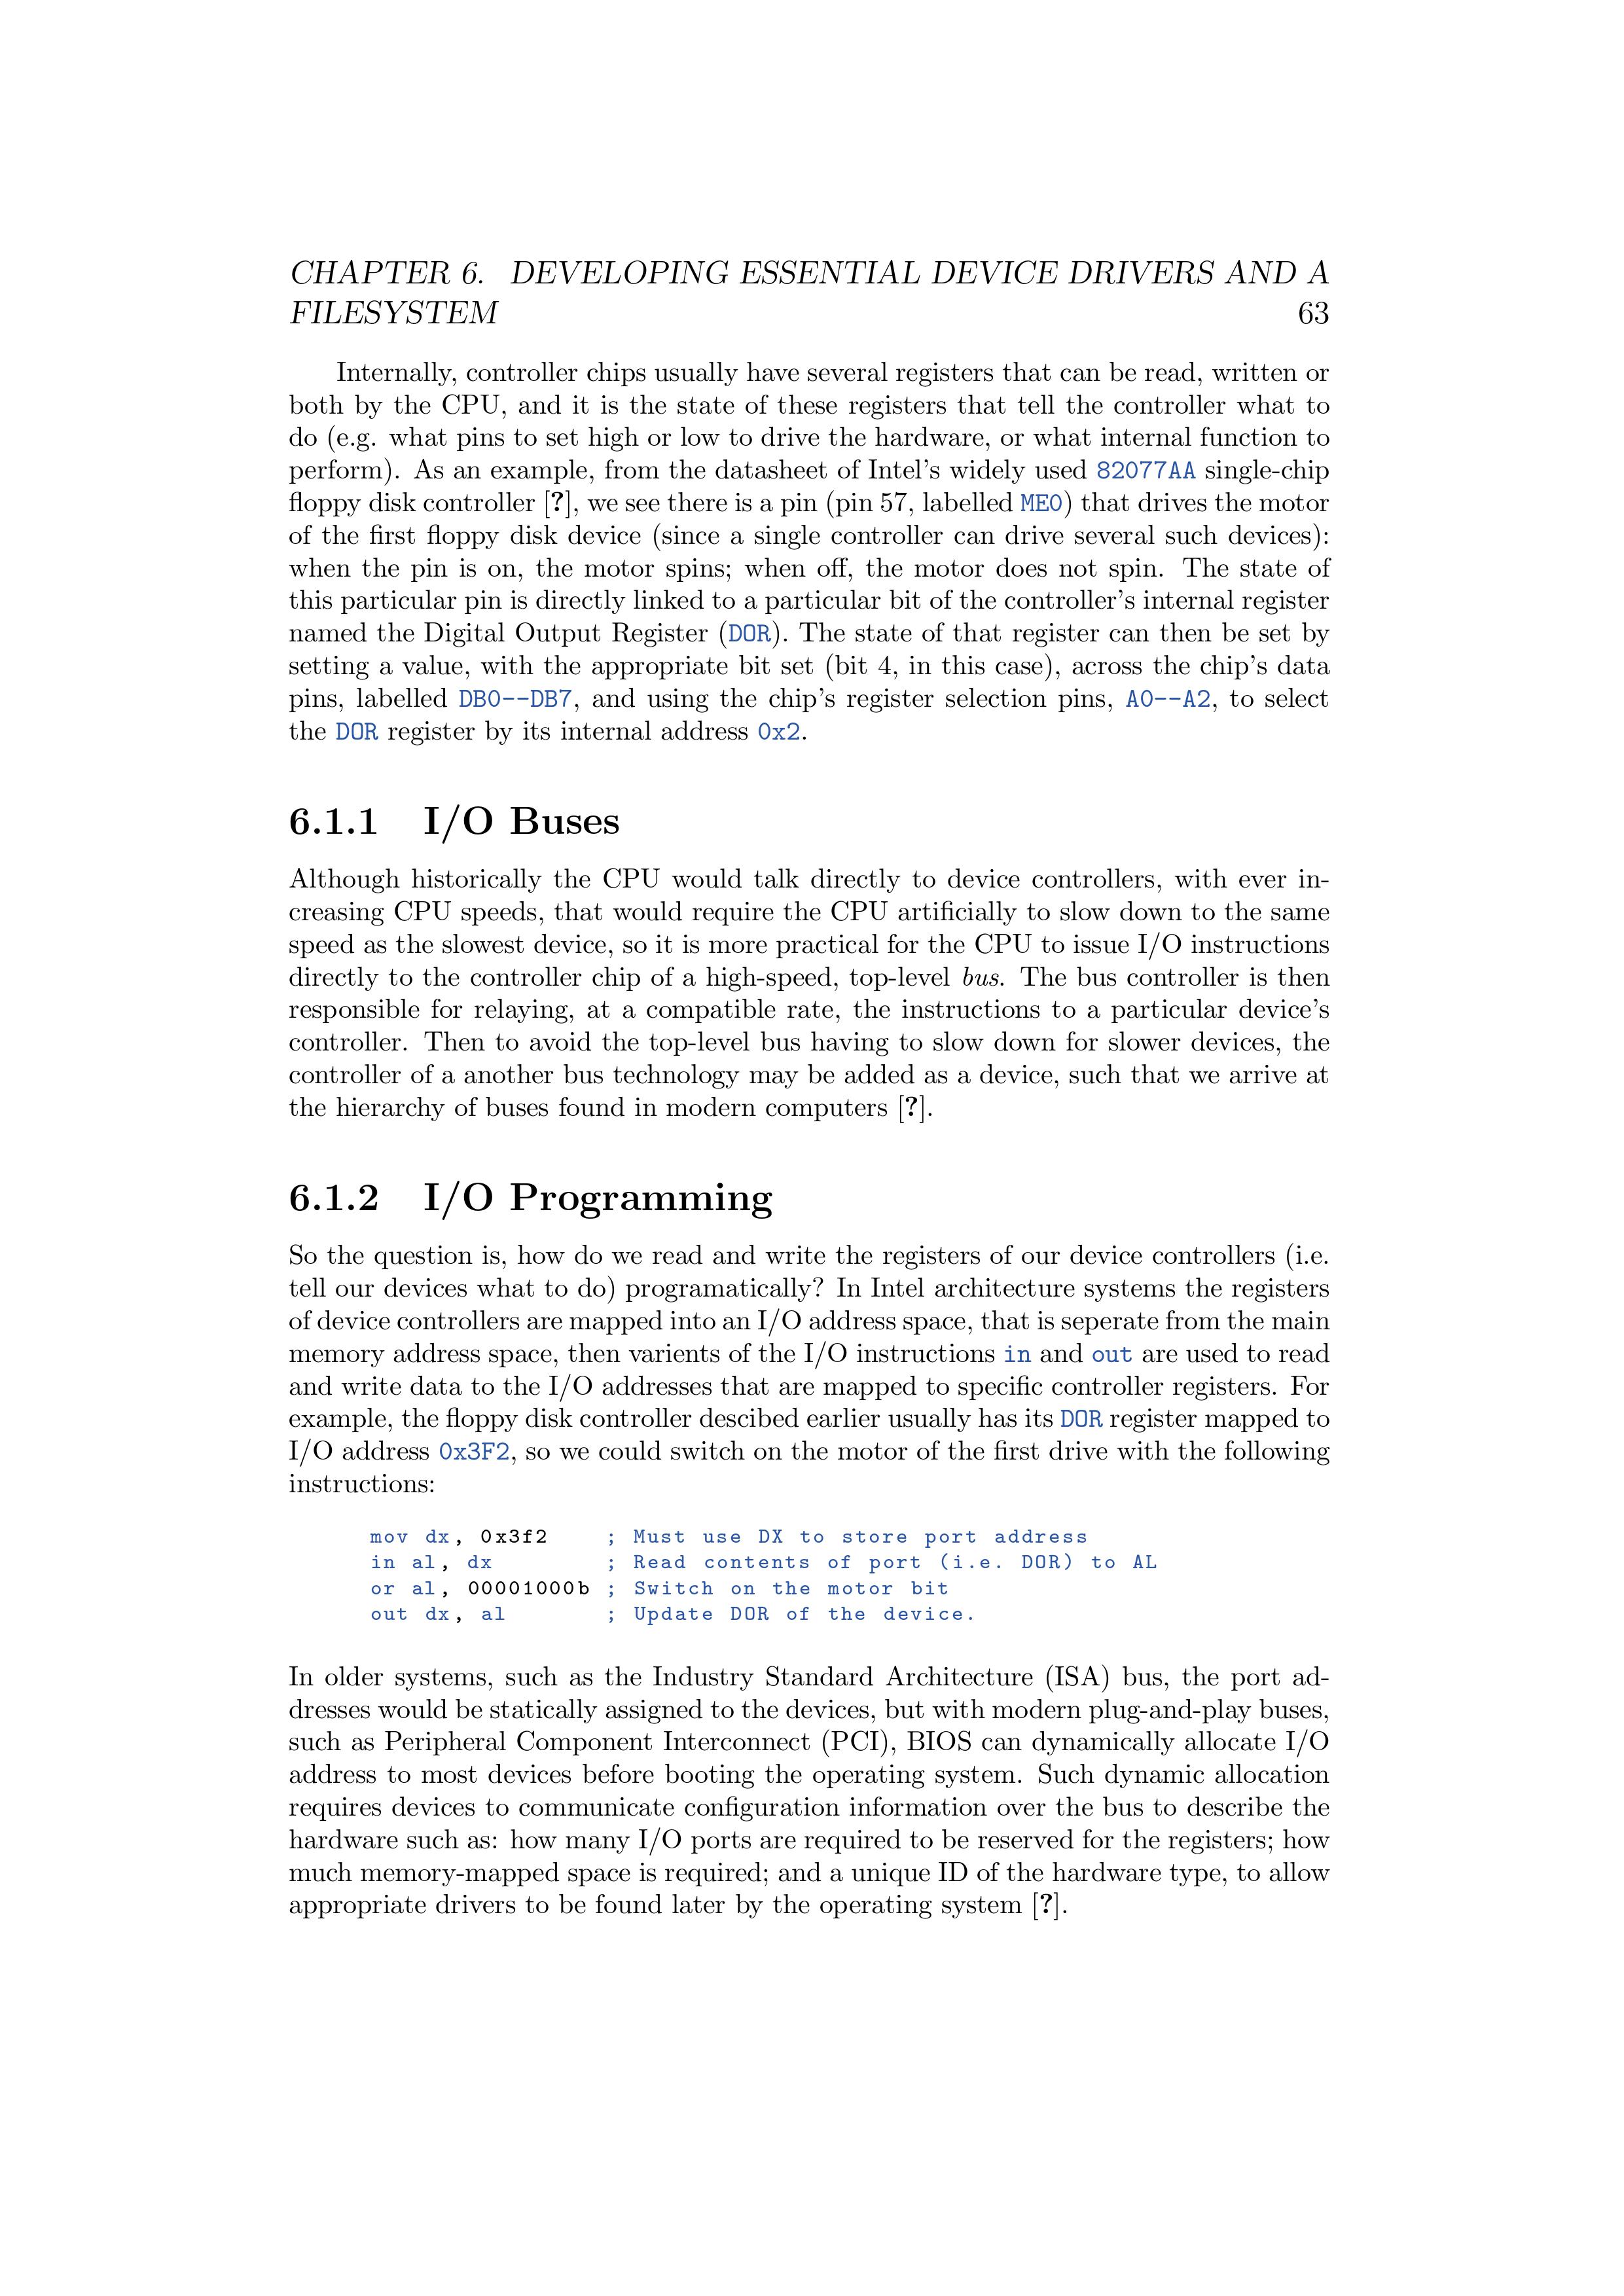 CHAPTER 6. DEVELOPING ESSENTIAL DEVICE DRIVERS AND A
FILESYSTEM 63
Internally, controller chips usually have several registers that can be read, written or
both by the CPU, and it is the state of these registers that tell the controller what to
do (e.g. what pins to set high or low to drive the hardware, or what internal function to
perform). As an example, from the datasheet of Intel's widely used 82077AA single-chip
floppy disk controller [?], we see there is a pin (pin 57, labelled ME0) that drives the motor
of the first floppy disk device (since a single controller can drive several such devices):
when the pin is on, the motor spins; when off, the motor does not spin. The state of
this particular pin is directly linked to a particular bit of the controller's internal register
named the Digital Output Register (DOR). The state of that register can then be set by
setting a value, with the appropriate bit set (bit 4, in this case), across the chip's data
pins, labelled DB0--DB7, and using the chip's register selection pins, A0--A2, to select
the DOR register by its internal address 0x2.
6.1.1 I/O Buses
Although historically the CPU would talk directly to device controllers, with ever in-
creasing CPU speeds, that would require the CPU artificially to slow down to the same
speed as the slowest device, so it is more practical for the CPU to issue I/O instructions
directly to the controller chip of a high-speed, top-level bus. The bus controller is then
responsible for relaying, at a compatible rate, the instructions to a particular device's
controller. Then to avoid the top-level bus having to slow down for slower devices, the
controller of a another bus technology may be added as a device, such that we arrive at
the hierarchy of buses found in modern computers [?].
6.1.2 I/O Programming
So the question is, how do we read and write the registers of our device controllers (i.e.
tell our devices what to do) programatically? In Intel architecture systems the registers
of device controllers are mapped into an I/O address space, that is seperate from the main
memory address space, then varients of the I/O instructions in and out are used to read
and write data to the I/O addresses that are mapped to specific controller registers. For
example, the floppy disk controller descibed earlier usually has its DOR register mapped to
I/O address 0x3F2, so we could switch on the motor of the first drive with the following
instructions:
mov dx, 0x3f2 ; Must use DX to store port address
in al, dx ; Read contents of port (i.e. DOR) to AL
or al, 00001000b ; Switch on the motor bit
out dx, al ; Update DOR of the device.
In older systems, such as the Industry Standard Architecture (ISA) bus, the port ad-
dresses would be statically assigned to the devices, but with modern plug-and-play buses,
such as Peripheral Component Interconnect (PCI), BIOS can dynamically allocate I/O
address to most devices before booting the operating system. Such dynamic allocation
requires devices to communicate configuration information over the bus to describe the
hardware such as: how many I/O ports are required to be reserved for the registers; how
much memory-mapped space is required; and a unique ID of the hardware type, to allow
appropriate drivers to be found later by the operating system [?].